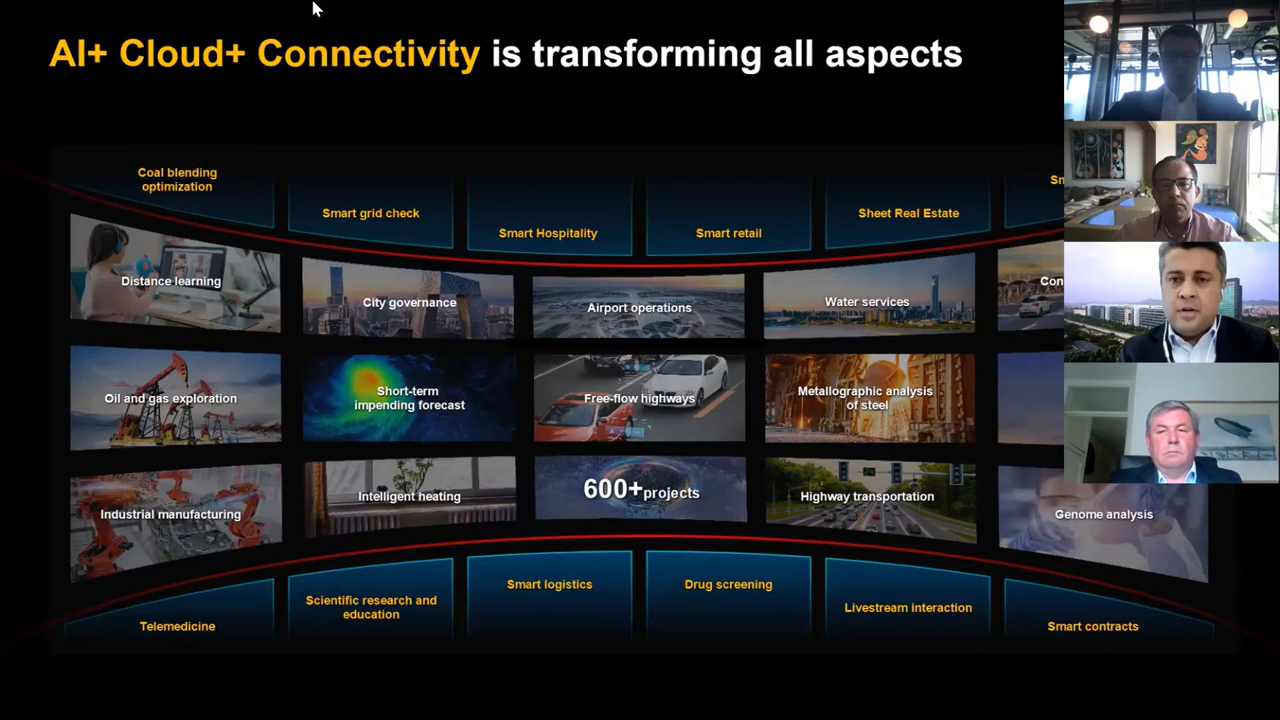 AI+ Cloud+ Connectivity is transforming all aspects
Coal blending
optimization
Smart grid check
Smart Hospitality
Smart retail
Sheet Real Estate
Distance learning
City governance
Airport operations
Water services
Oil and gas exploration
Short-term
impending forecast
Free-flow highways
Metallographic analysis
of steel
Industrial manufacturing
Intelligent heating
600+projects
Highway transportation
Genome analysis
Telemedicine
Scientific research and
education
Smart logistics
Drug screening
Livestream interaction
Smart contracts